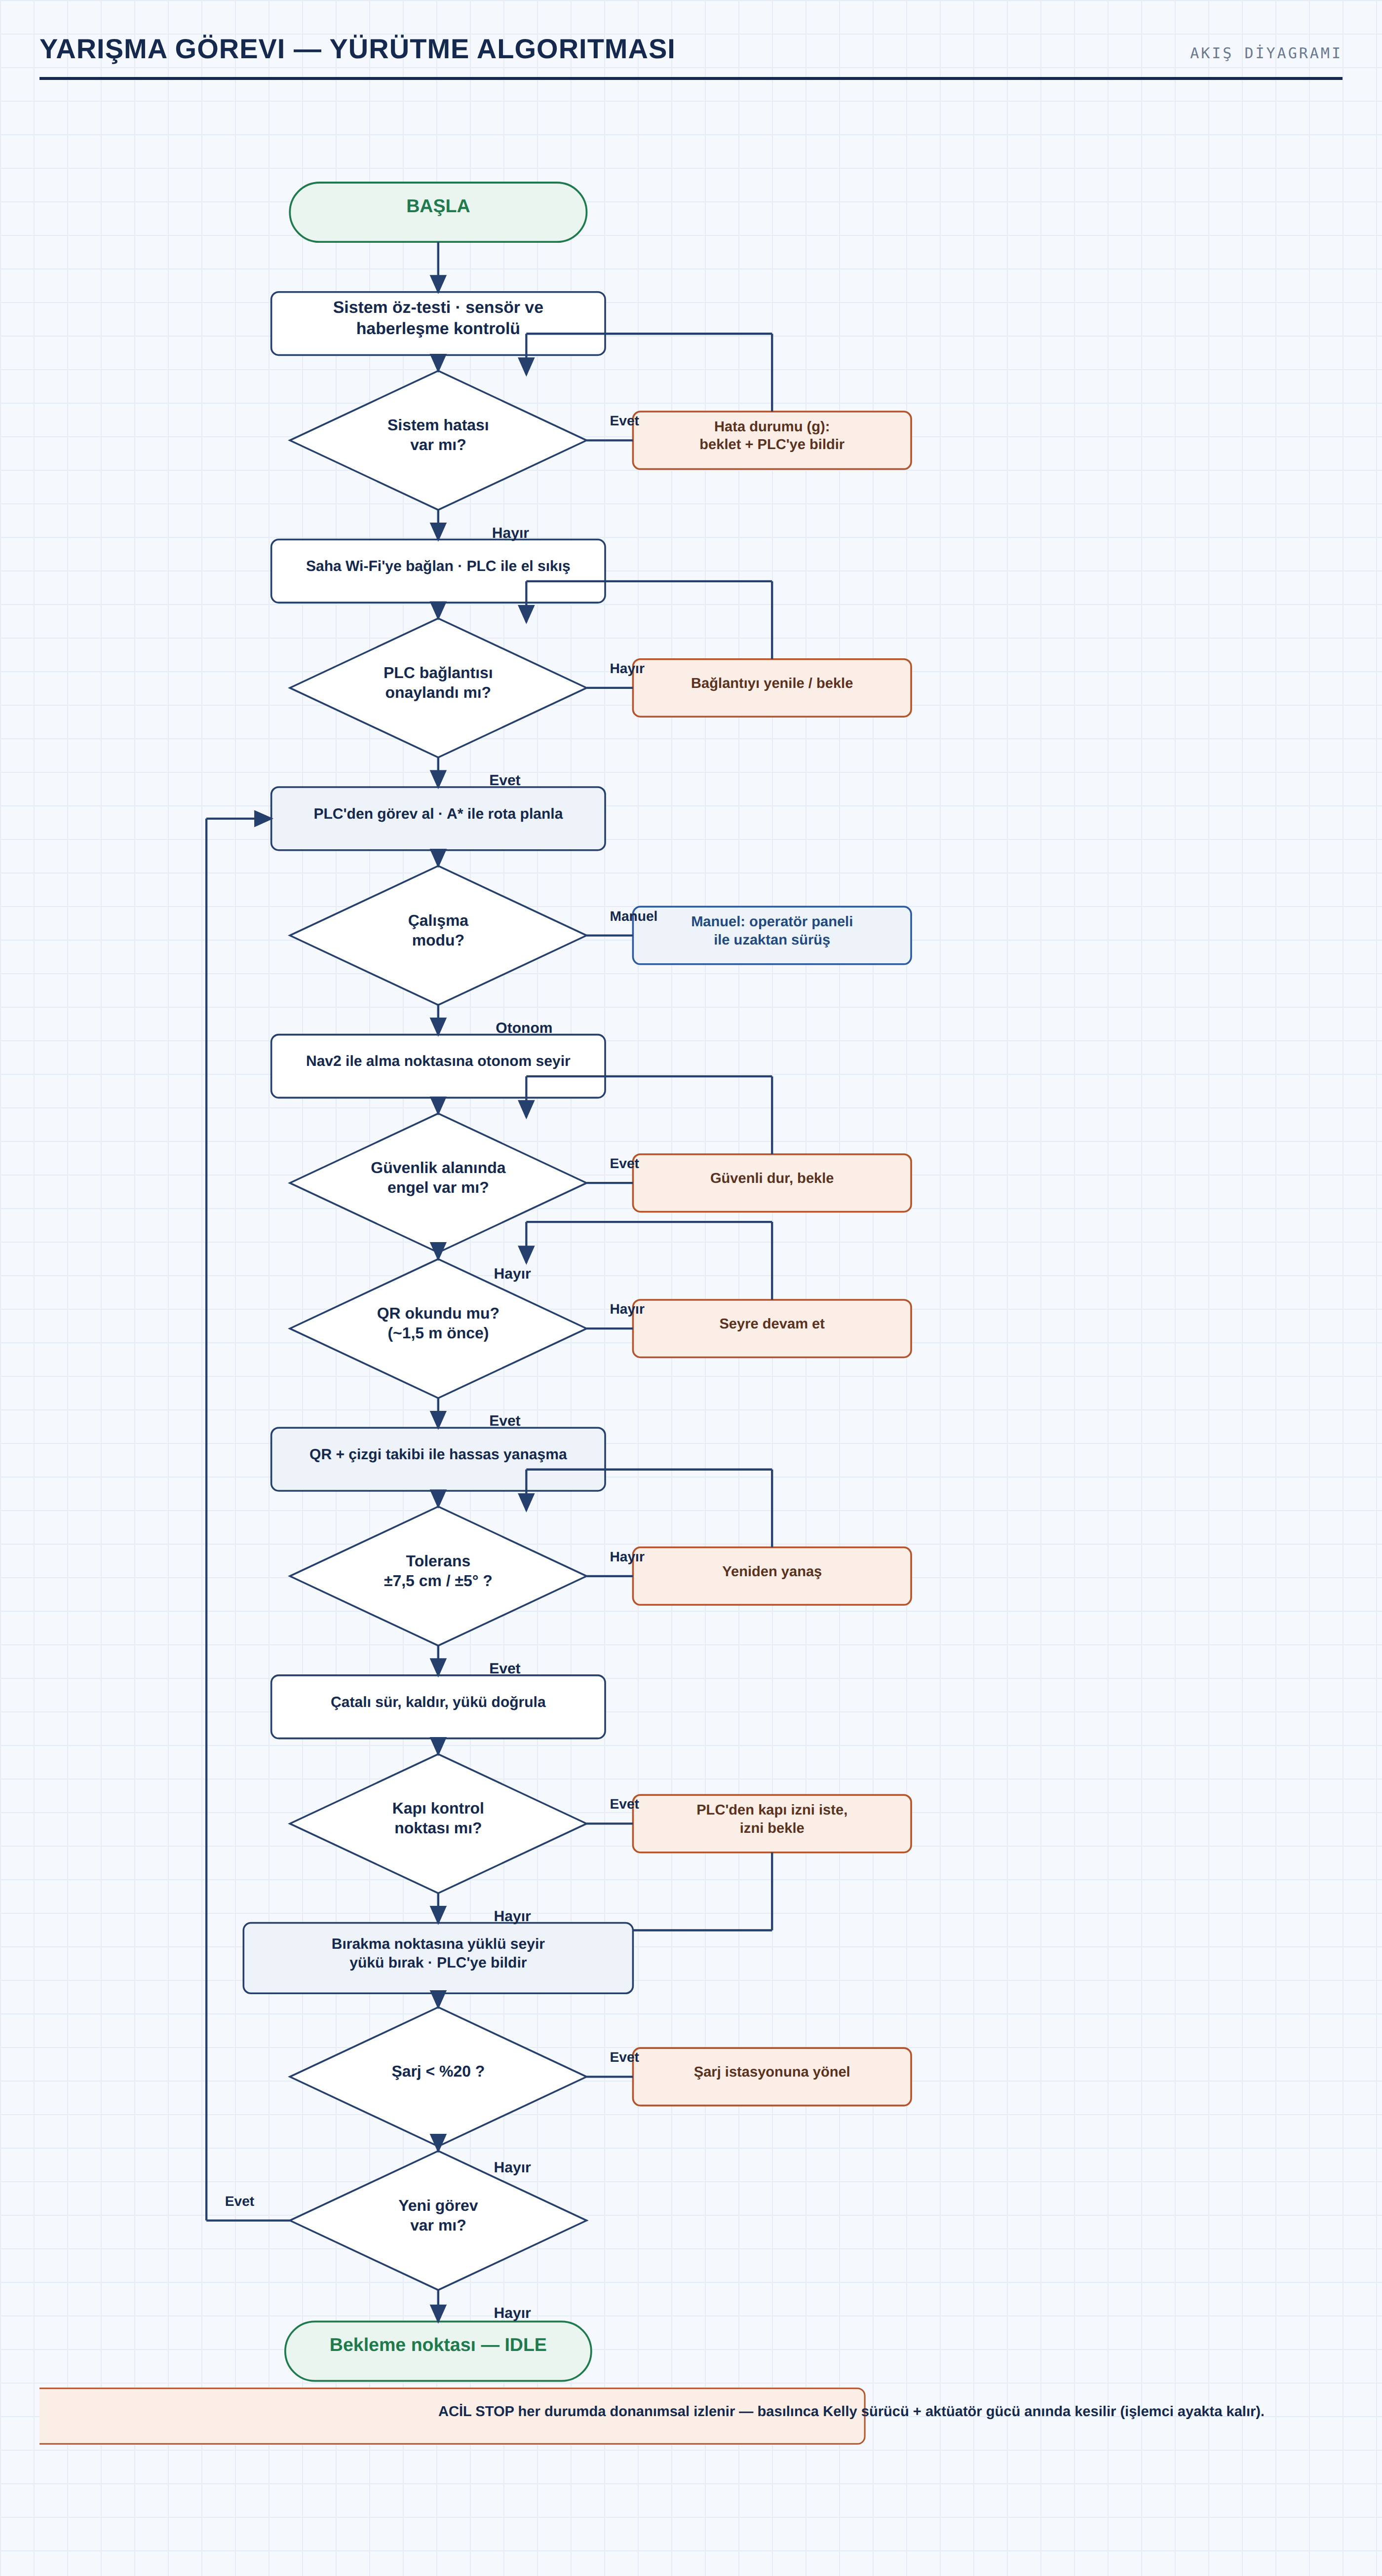 YARIŞMA GÖREVI — YÜRÜTME ALGORITMASI
AKIŞ DİYAGRAMI
BAŞLA
Sistem öz-testi · sensör ve
haberleşme kontrolü
Sistem hatası
var mı?
Evet
Hata durumu (g):
beklet + PLC'ye bildir
Hayır
Saha Wi-Fi'ye bağlan · PLC ile el sıkış
PLC bağlantısı
onaylandı mı?
Hayır
Bağlantıyı yenile / bekle
Evet
PLC'den görev al · A* ile rota planla
Çalışma
modu?
Manuel
Manuel: operatör paneli
ile uzaktan sürüş
Otonom
Nav2 ile alma noktasına otonom seyir
Güvenlik alanında
engel var mı?
Evet
Güvenli dur, bekle
Hayır
QR okundu mu?
(~1,5 m önce)
Hayır
Seyre devam et
Evet
QR + çizgi takibi ile hassas yanaşma
Tolerans
±7,5 cm / ±5° ?
Hayır
Yeniden yanaş
Evet
Çatalı sür, kaldır, yükü doğrula
Kapı kontrol
noktası mı?
Evet
PLC'den kapı izni iste,
izni bekle
Hayır
Bırakma noktasına yüklü seyir
yükü bırak · PLC'ye bildir
Şarj < %20 ?
Evet
Şarj istasyonuna yönel
Hayır
Yeni görev
var mı?
Evet
Hayır
Bekleme noktası — IDLE
ACİL STOP her durumda donanımsal izlenir — basılınca Kelly sürücü + aktüatör gücü anında kesilir (işlemci ayakta kalır).